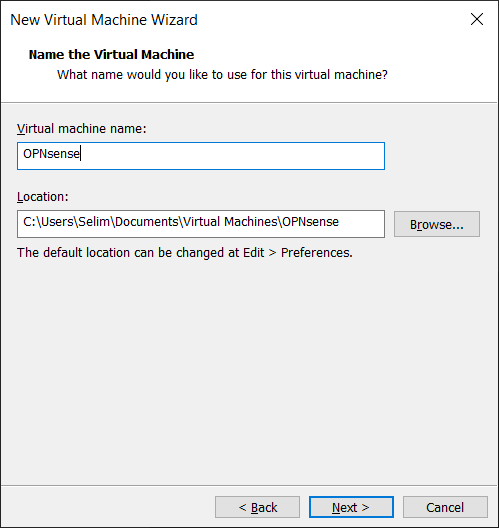 New Virtual Machine Wizard
Name the Virtual Machine
What name would you like to use for this virtual machine?
Virtual machine name:
OPNsense
Location:
C:\Users\Selim\Documents\Virtual Machines\OPNsense
Browse...
The default location can be changed at Edit > Preferences.
< Back
Next >
Cancel